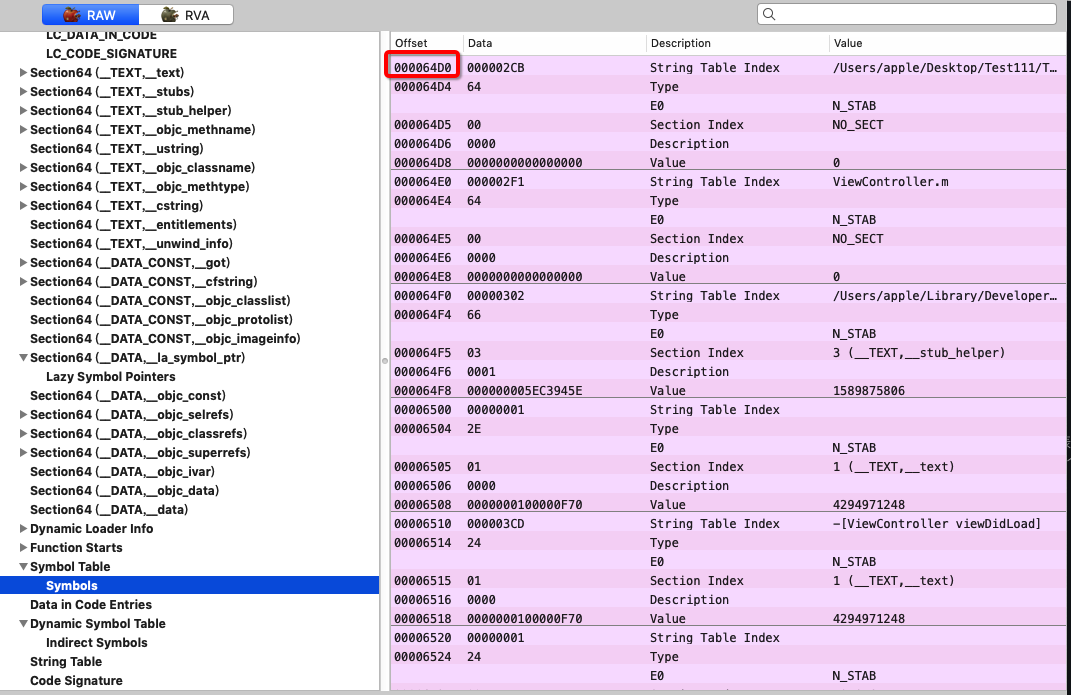 RAW RVA
LC_DATA_IN_CODE
LC_CODE_SIGNATURE
Section64 (__TEXT,__text)
Section64 (__TEXT,__stubs)
Section64 (__TEXT,__stub_helper)
Section64 (__TEXT,__objc_methname)
Section64 (__TEXT,__ustring)
Section64 (__TEXT,__objc_classname)
Section64 (__TEXT,__objc_methtype)
Section64 (__TEXT,__cstring)
Section64 (__TEXT,__entitlements)
Section64 (__TEXT,__unwind_info)
Section64 (__DATA_CONST,__got)
Section64 (__DATA_CONST,__cfstring)
Section64 (__DATA_CONST,__objc_classlist)
Section64 (__DATA_CONST,__objc_protolist)
Section64 (__DATA_CONST,__objc_imageinfo)
Section64 (__DATA,__la_symbol_ptr)
Lazy Symbol Pointers
Section64 (__DATA,__objc_const)
Section64 (__DATA,__objc_selrefs)
Section64 (__DATA,__objc_classrefs)
Section64 (__DATA,__objc_superrefs)
Section64 (__DATA,__objc_ivar)
Section64 (__DATA,__objc_data)
Section64 (__DATA,__data)
Dynamic Loader Info
Function Starts
Symbol Table
Symbols
Data in Code Entries
Dynamic Symbol Table
Indirect Symbols
String Table
Code Signature
Offset Data Description Value
000064D0 000002CB String Table Index /Users/apple/Desktop/Test111/T…
000064D4 64 Type
E0 N_STAB
000064D5 00 Section Index NO_SECT
000064D6 0000 Description
000064D8 0000000000000000 Value 0
000064E0 000002F1 String Table Index ViewController.m
000064E4 64 Type
E0 N_STAB
000064E5 00 Section Index NO_SECT
000064E6 0000 Description
000064E8 0000000000000000 Value 0
000064F0 00000302 String Table Index /Users/apple/Library/Developer…
000064F4 66 Type
E0 N_STAB
000064F5 03 Section Index 3 (__TEXT,__stub_helper)
000064F6 0001 Description
000064F8 000000005EC3945E Value 1589875806
00006500 00000001 String Table Index
00006504 2E Type
E0 N_STAB
00006505 01 Section Index 1 (__TEXT,__text)
00006506 0000 Description
00006508 0000000100000F70 Value 4294971248
00006510 000003CD String Table Index -[ViewController viewDidLoad]
00006514 24 Type
E0 N_STAB
00006515 01 Section Index 1 (__TEXT,__text)
00006516 0000 Description
00006518 0000000100000F70 Value 4294971248
00006520 00000001 String Table Index
00006524 24 Type
E0 N_STAB